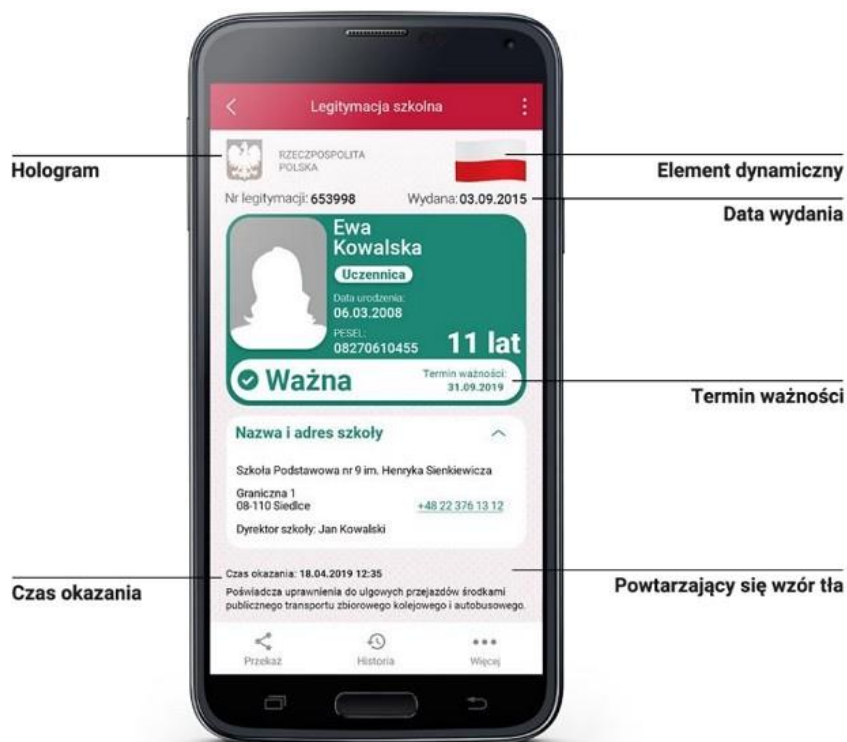 Legitymacja szkolna
Hologram
RZECZPOSPOLITA
POLSKA
Element dynamiczny
Nr legitymacji: 653998
Wydana: 03.09.2015
Data wydania
Ewa
Kowalska
Uczennica
Data urodzenia:
06.03.2008
PESEL:
08270610455
11 lat
Ważna
Termin ważności:
31.09.2019
Termin ważności
Nazwa i adres szkoły
Szkoła Podstawowa nr 9 im. Henryka Sienkiewicza
Graniczna 1
08-110 Siedlce
+48 22 376 13 12
Dyrektor szkoły: Jan Kowalski
Czas okazania: 18.04.2019 12:35
Czas okazania
Powtarzający się wzór tła
Poświadcza uprawnienia do ulgowych przejazdów środkami
publicznego transportu zbiorowego kolejowego i autobusowego.
Przekaż
Historia
Więcej